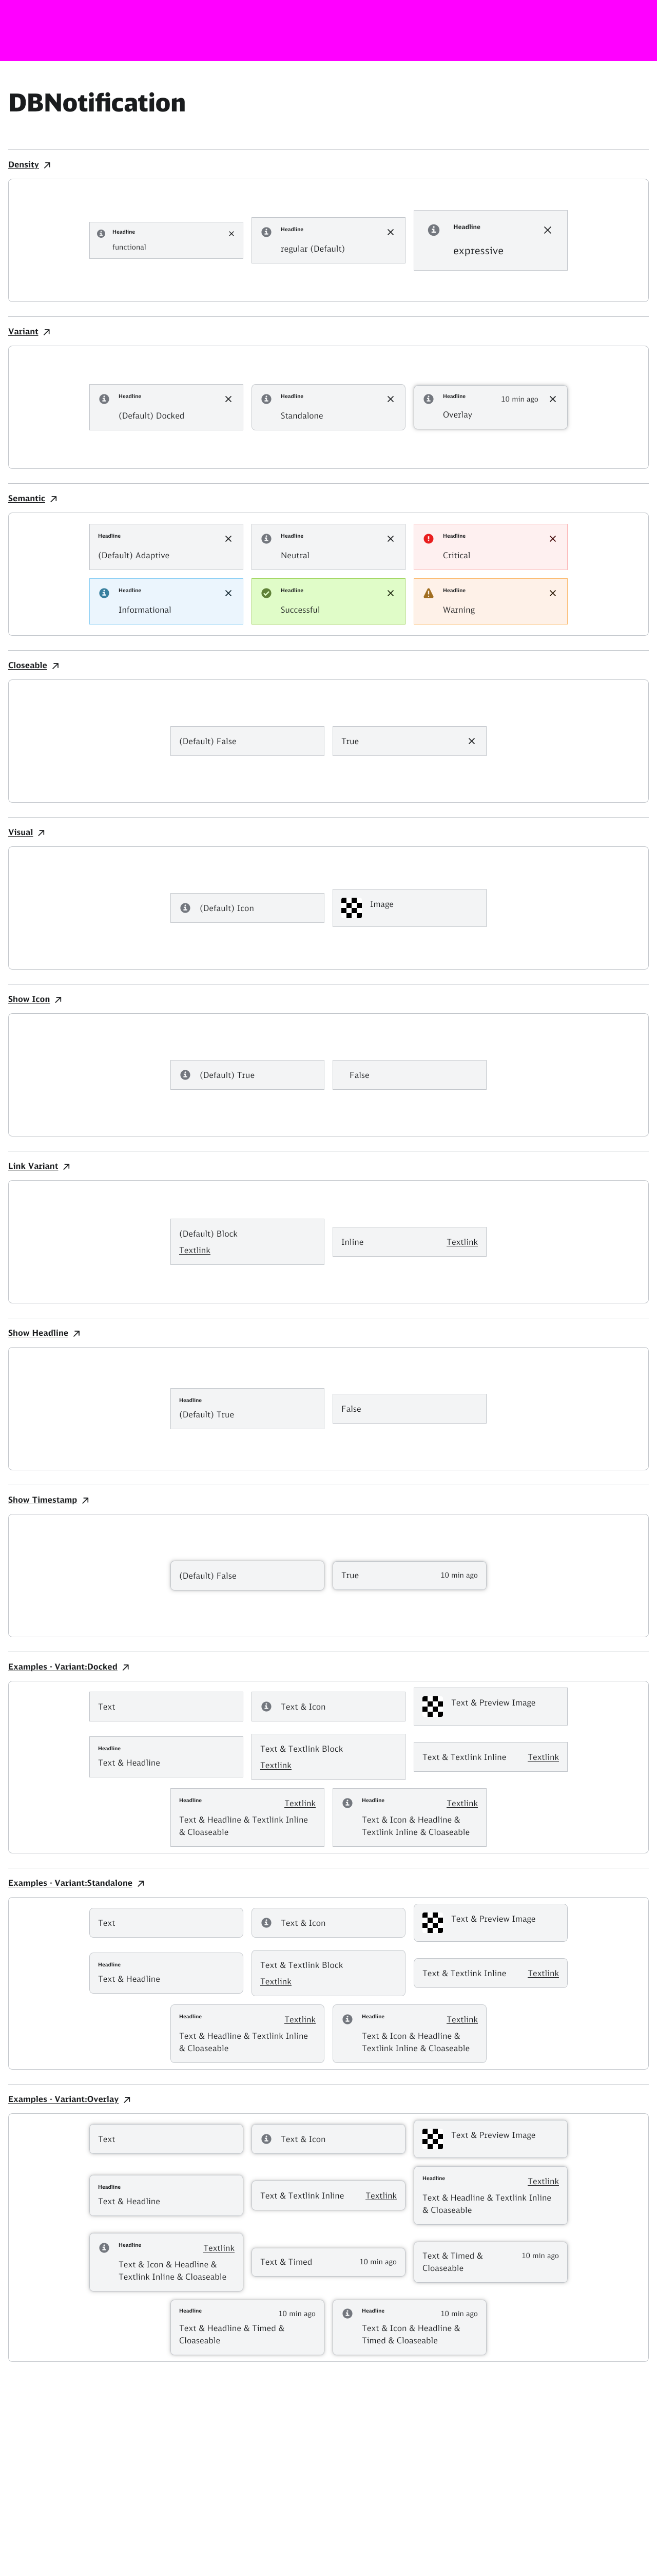 DBNotification
Density
Headline
functional
Headline
regular (Default)
Headline
expressive
Variant
Headline
(Default) Docked
Headline
Standalone
Headline
10 min ago
Overlay
Semantic
Headline
(Default) Adaptive
Headline
Neutral
Headline
Critical
Headline
Informational
Headline
Successful
Headline
Warning
Closeable
(Default) False
True
Visual
(Default) Icon
Image
Show Icon
(Default) True
False
Link Variant
(Default) Block
Textlink
Inline
Textlink
Show Headline
Headline
(Default) True
False
Show Timestamp
(Default) False
True
10 min ago
Examples - Variant:Docked
Text
Text & Icon
Text & Preview Image
Headline
Text & Headline
Text & Textlink Block
Textlink
Text & Textlink Inline
Textlink
Headline
Textlink
Text & Headline & Textlink Inline
& Cloaseable
Headline
Textlink
Text & Icon & Headline &
Textlink Inline & Cloaseable
Examples - Variant:Standalone
Text
Text & Icon
Text & Preview Image
Headline
Text & Headline
Text & Textlink Block
Textlink
Text & Textlink Inline
Textlink
Headline
Textlink
Text & Headline & Textlink Inline
& Cloaseable
Headline
Textlink
Text & Icon & Headline &
Textlink Inline & Cloaseable
Examples - Variant:Overlay
Text
Text & Icon
Text & Preview Image
Headline
Text & Headline
Text & Textlink Inline
Textlink
Headline
Textlink
Text & Headline & Textlink Inline
& Cloaseable
Headline
Textlink
Text & Icon & Headline &
Textlink Inline & Cloaseable
Text & Timed
10 min ago
Text & Timed &
Cloaseable
10 min ago
Headline
10 min ago
Text & Headline & Timed &
Cloaseable
Headline
10 min ago
Text & Icon & Headline &
Timed & Cloaseable